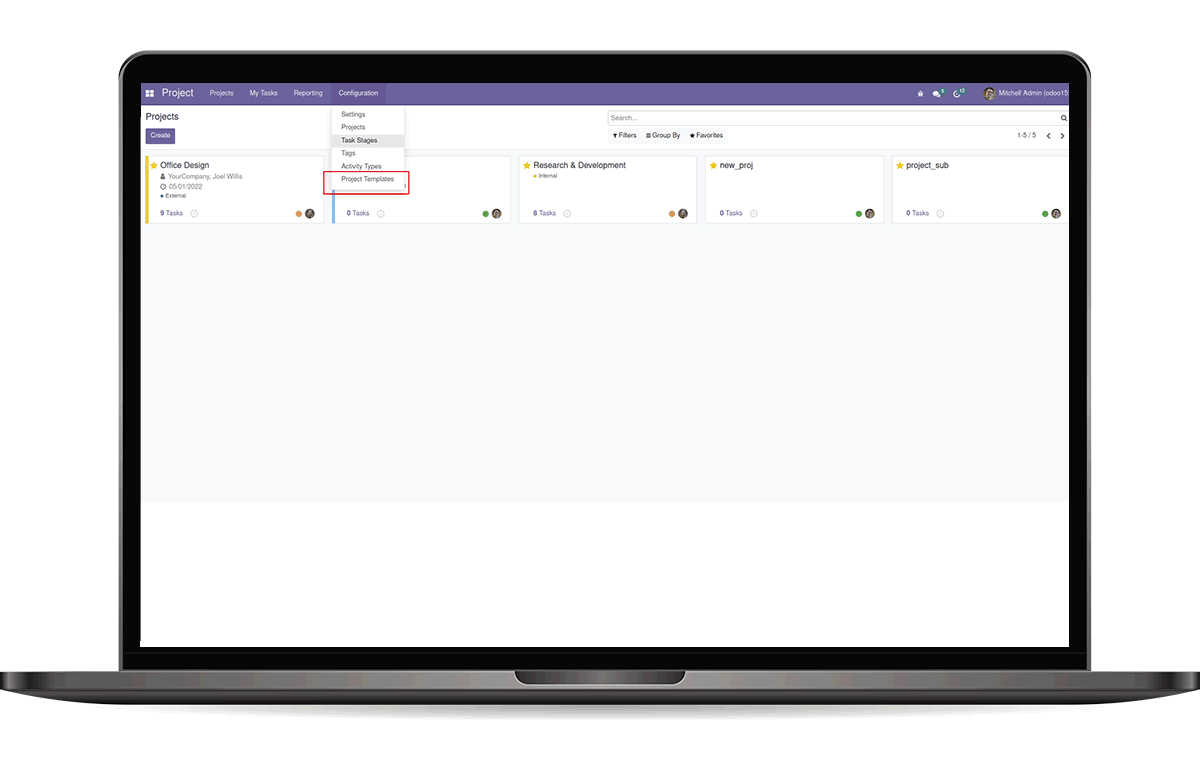 Project Projects My Tasks Reporting Configuration 5 12 Mitchell Admin (odoo15
Projects
Search...
Create
Filters Group By Favorites 1-5 / 5
Settings
Projects
Task Stages
Tags
Activity Types
Project Templates
Office Design
YourCompany, Joel Willis
05/01/2022
External
9 Tasks
0 Tasks
Research & Development
Internal
8 Tasks
new_proj
0 Tasks
project_sub
0 Tasks